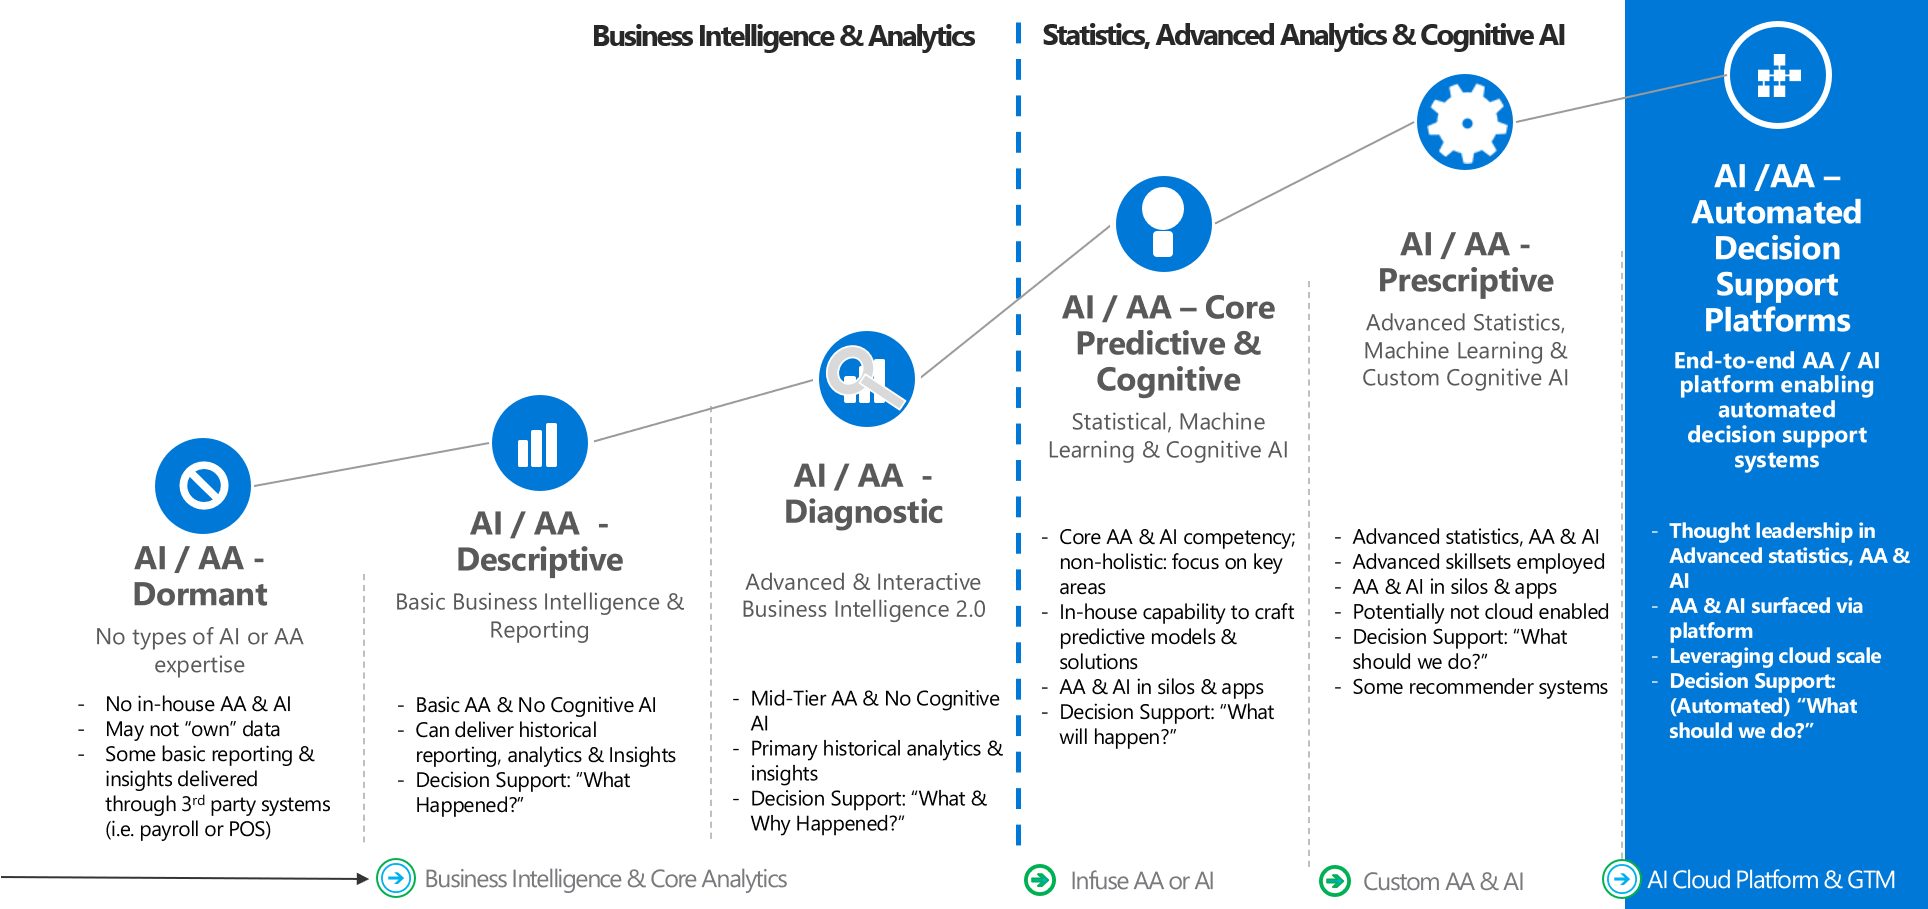 Business Intelligence & Analytics
Statistics, Advanced Analytics & Cognitive AI
AI / AA -
Dormant
No types of AI or AA
expertise
- No in-house AA & AI
- May not “own” data
- Some basic reporting &
insights delivered
through 3rd party systems
(i.e. payroll or POS)
AI / AA -
Descriptive
Basic Business Intelligence &
Reporting
- Basic AA & No Cognitive AI
- Can deliver historical
reporting, analytics & Insights
- Decision Support: “What
Happened?”
AI / AA -
Diagnostic
Advanced & Interactive
Business Intelligence 2.0
- Mid-Tier AA & No Cognitive
AI
- Primary historical analytics &
insights
- Decision Support: “What &
Why Happened?“
AI / AA – Core
Predictive &
Cognitive
Statistical, Machine
Learning & Cognitive AI
- Core AA & AI competency;
non-holistic: focus on key
areas
- In-house capability to craft
predictive models &
solutions
- AA & AI in silos & apps
- Decision Support: “What
will happen?”
AI / AA -
Prescriptive
Advanced Statistics,
Machine Learning &
Custom Cognitive AI
- Advanced statistics, AA & AI
- Advanced skillsets employed
- AA & AI in silos & apps
- Potentially not cloud enabled
- Decision Support: “What
should we do?”
- Some recommender systems
AI /AA –
Automated
Decision
Support
Platforms
End-to-end AA / AI
platform enabling
automated
decision support
systems
- Thought leadership in
Advanced statistics, AA &
AI
- AA & AI surfaced via
platform
- Leveraging cloud scale
- Decision Support:
(Automated) “What
should we do?”
Business Intelligence & Core Analytics
Infuse AA or AI
Custom AA & AI
AI Cloud Platform & GTM